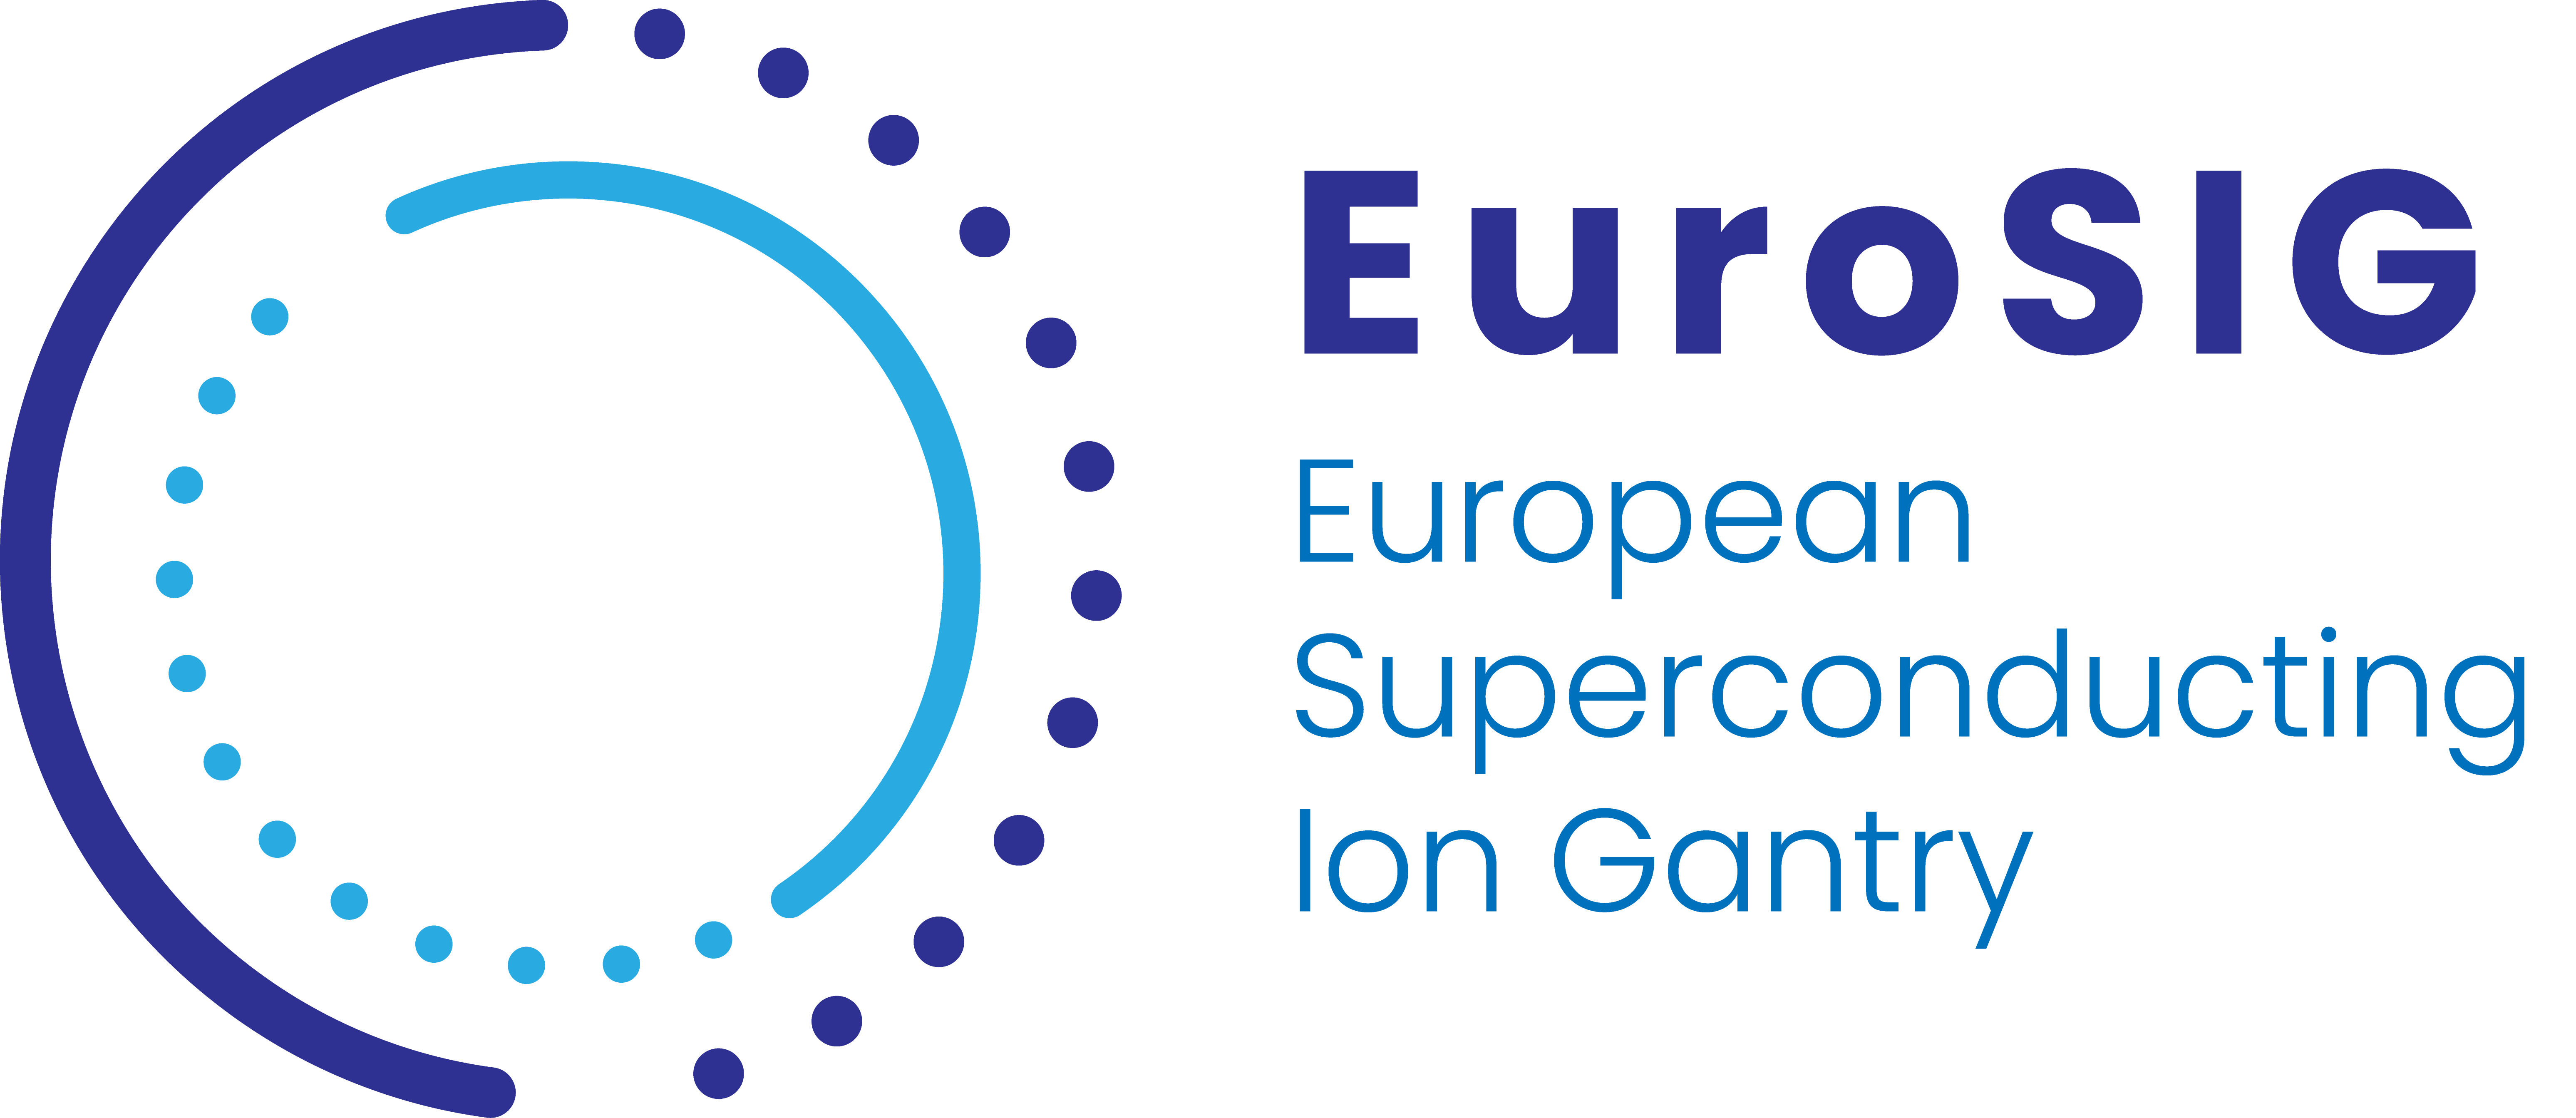 EuroSIG
European
Superconducting
Ion Gantry